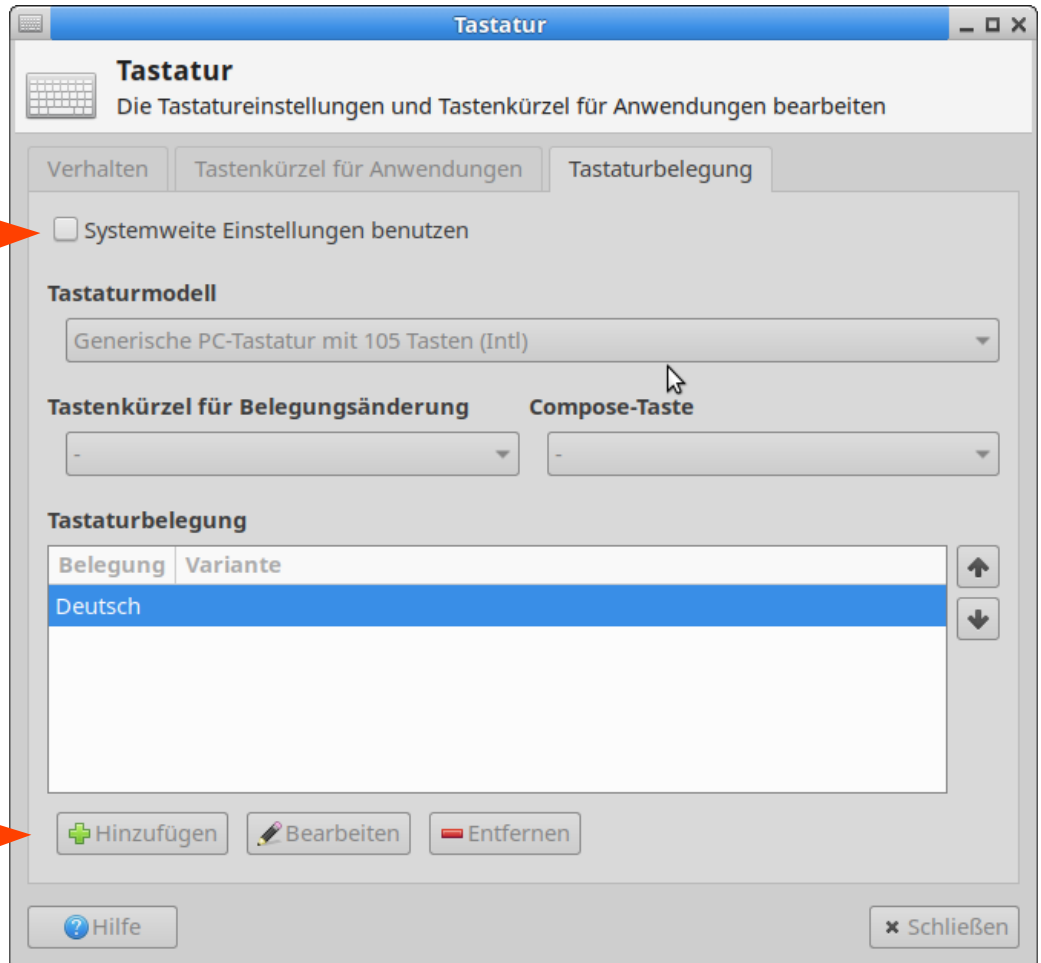 Tastatur
Tastatur
Die Tastatureinstellungen und Tastenkürzel für Anwendungen bearbeiten
Verhalten Tastenkürzel für Anwendungen Tastaturbelegung
Systemweite Einstellungen benutzen
Tastaturmodell
Generische PC-Tastatur mit 105 Tasten (Intl)
Tastenkürzel für Belegungsänderung Compose-Taste
- -
Tastaturbelegung
Belegung Variante
Deutsch
Hinzufügen Bearbeiten Entfernen
Hilfe Schließen